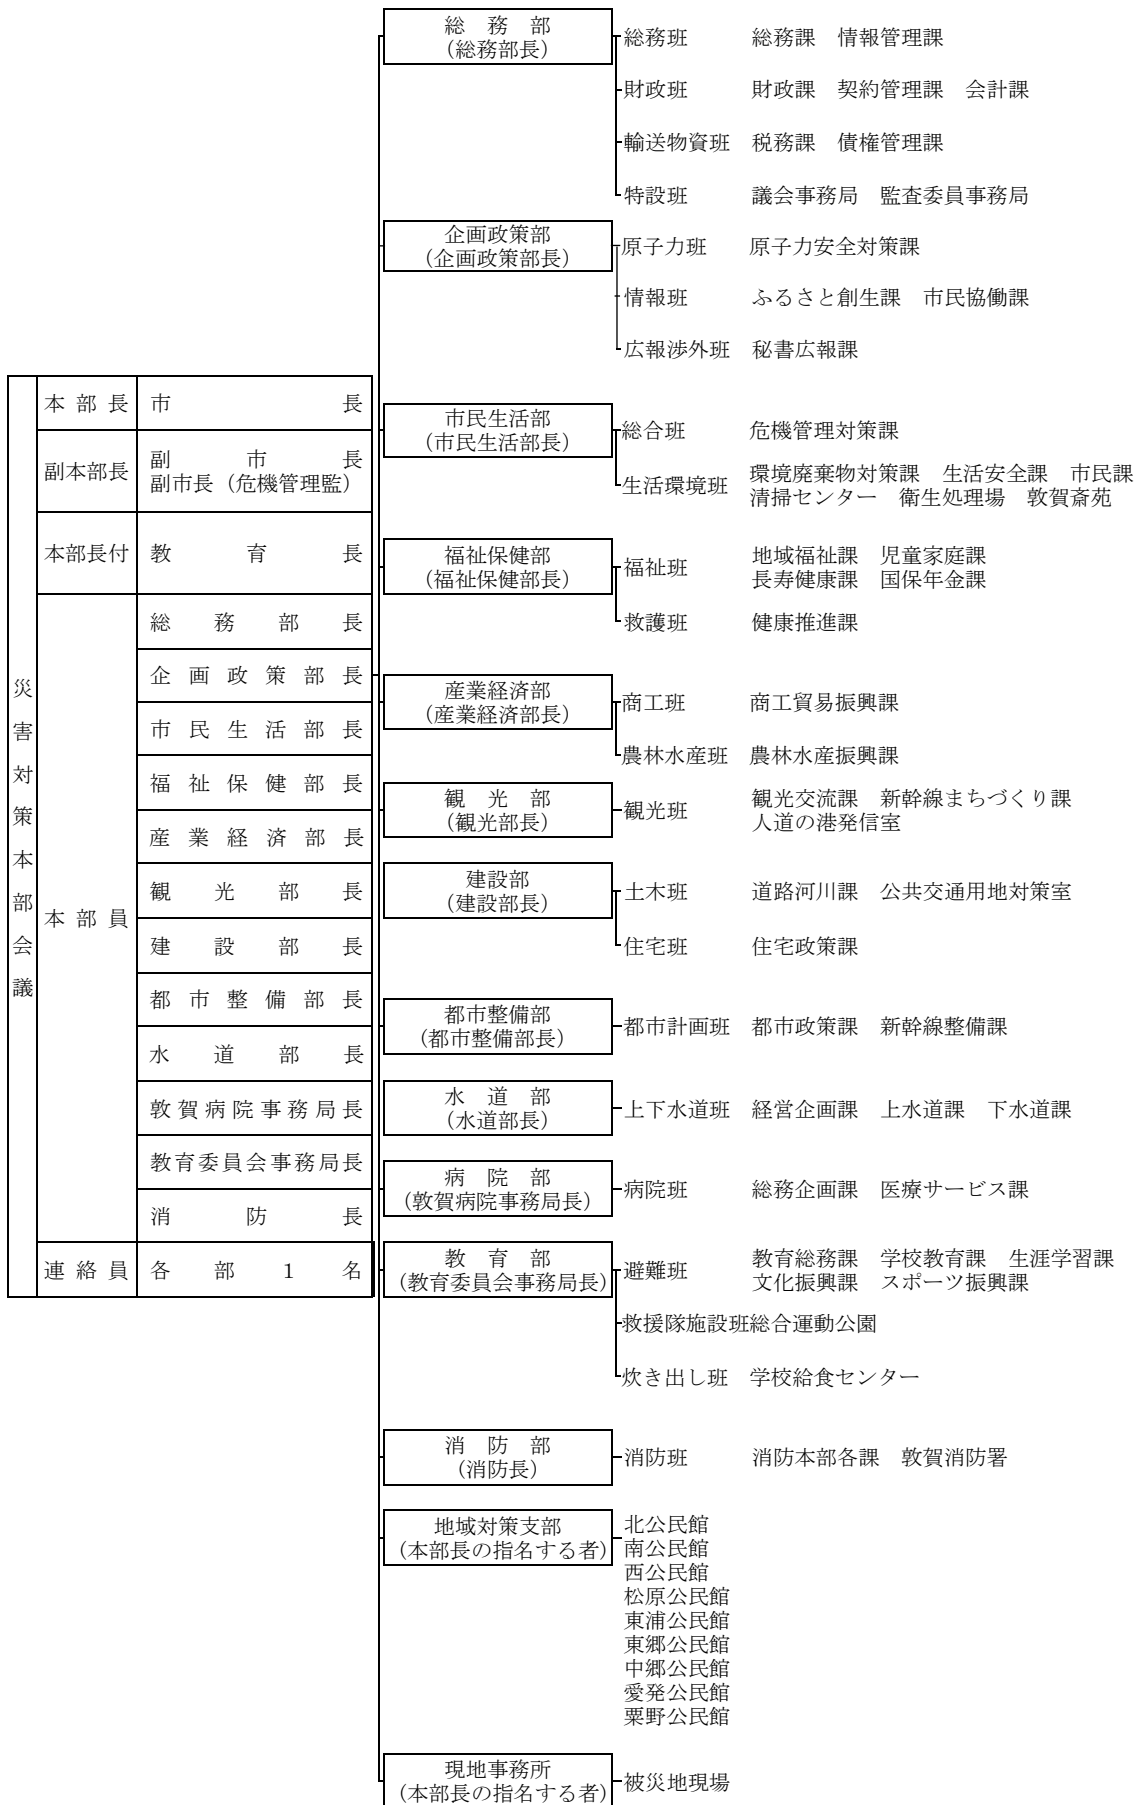 災害対策本部会議
本部長 市長
副本部長 副市長
副市長（危機管理監）
本部長付 教育長
本部員 総務部長
企画政策部長
市民生活部長
福祉保健部長
産業経済部長
観光部長
建設部長
都市整備部長
水道部長
敦賀病院事務局長
教育委員会事務局長
消防長
連絡員 各部1名
総務部
（総務部長）
総務班 総務課 情報管理課
財政班 財政課 契約管理課 会計課
輸送物資班 税務課 債権管理課
特設班 議会事務局 監査委員事務局
企画政策部
（企画政策部長）
原子力班 原子力安全対策課
情報班 ふるさと創生課 市民協働課
広報渉外班 秘書広報課
市民生活部
（市民生活部長）
総合班 危機管理対策課
生活環境班 環境廃棄物対策課 生活安全課 市民課
清掃センター 衛生処理場 敦賀斎苑
福祉保健部
（福祉保健部長）
福祉班 地域福祉課 児童家庭課
長寿健康課 国保年金課
救護班 健康推進課
産業経済部
（産業経済部長）
商工班 商工貿易振興課
農林水産班 農林水産振興課
観光部
（観光部長）
観光班 観光交流課 新幹線まちづくり課
人道の港発信室
建設部
（建設部長）
土木班 道路河川課 公共交通用地対策室
住宅班 住宅政策課
都市整備部
（都市整備部長）
都市計画班 都市政策課 新幹線整備課
水道部
（水道部長）
上下水道班 経営企画課 上水道課 下水道課
病院部
（敦賀病院事務局長）
病院班 総務企画課 医療サービス課
教育部
（教育委員会事務局長）
避難班 教育総務課 学校教育課 生涯学習課
文化振興課 スポーツ振興課
救援隊施設班 総合運動公園
炊き出し班 学校給食センター
消防部
（消防長）
消防班 消防本部各課 敦賀消防署
地域対策支部
（本部長の指名する者）
北公民館
南公民館
西公民館
松原公民館
東浦公民館
東郷公民館
中郷公民館
愛発公民館
粟野公民館
現地事務所
（本部長の指名する者）
被災地現場